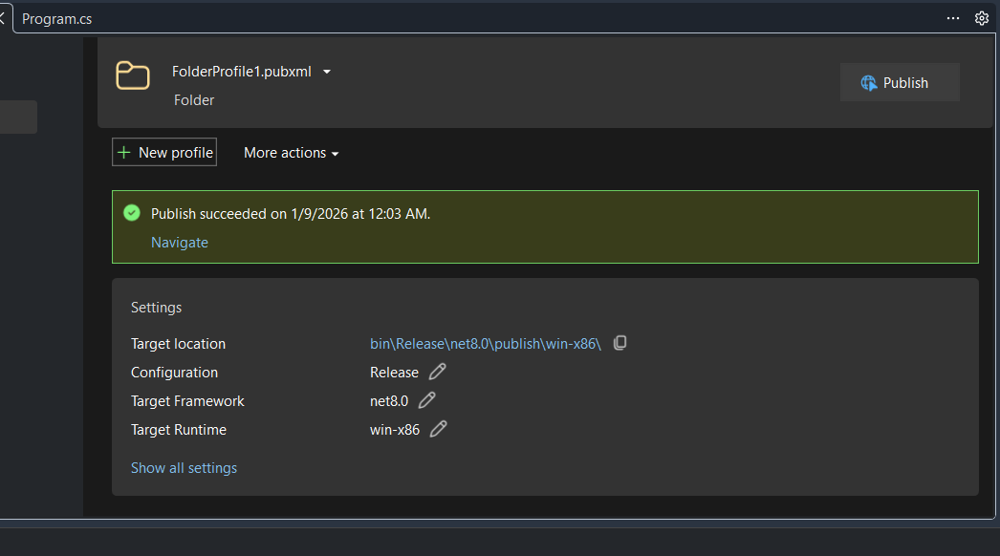 Program.cs
FolderProfile1.pubxml
Folder
Publish
New profile
More actions
Publish succeeded on 1/9/2026 at 12:03 AM.
Navigate
Settings
Target location bin\Release\net8.0\publish\win-x86\
Configuration Release
Target Framework net8.0
Target Runtime win-x86
Show all settings